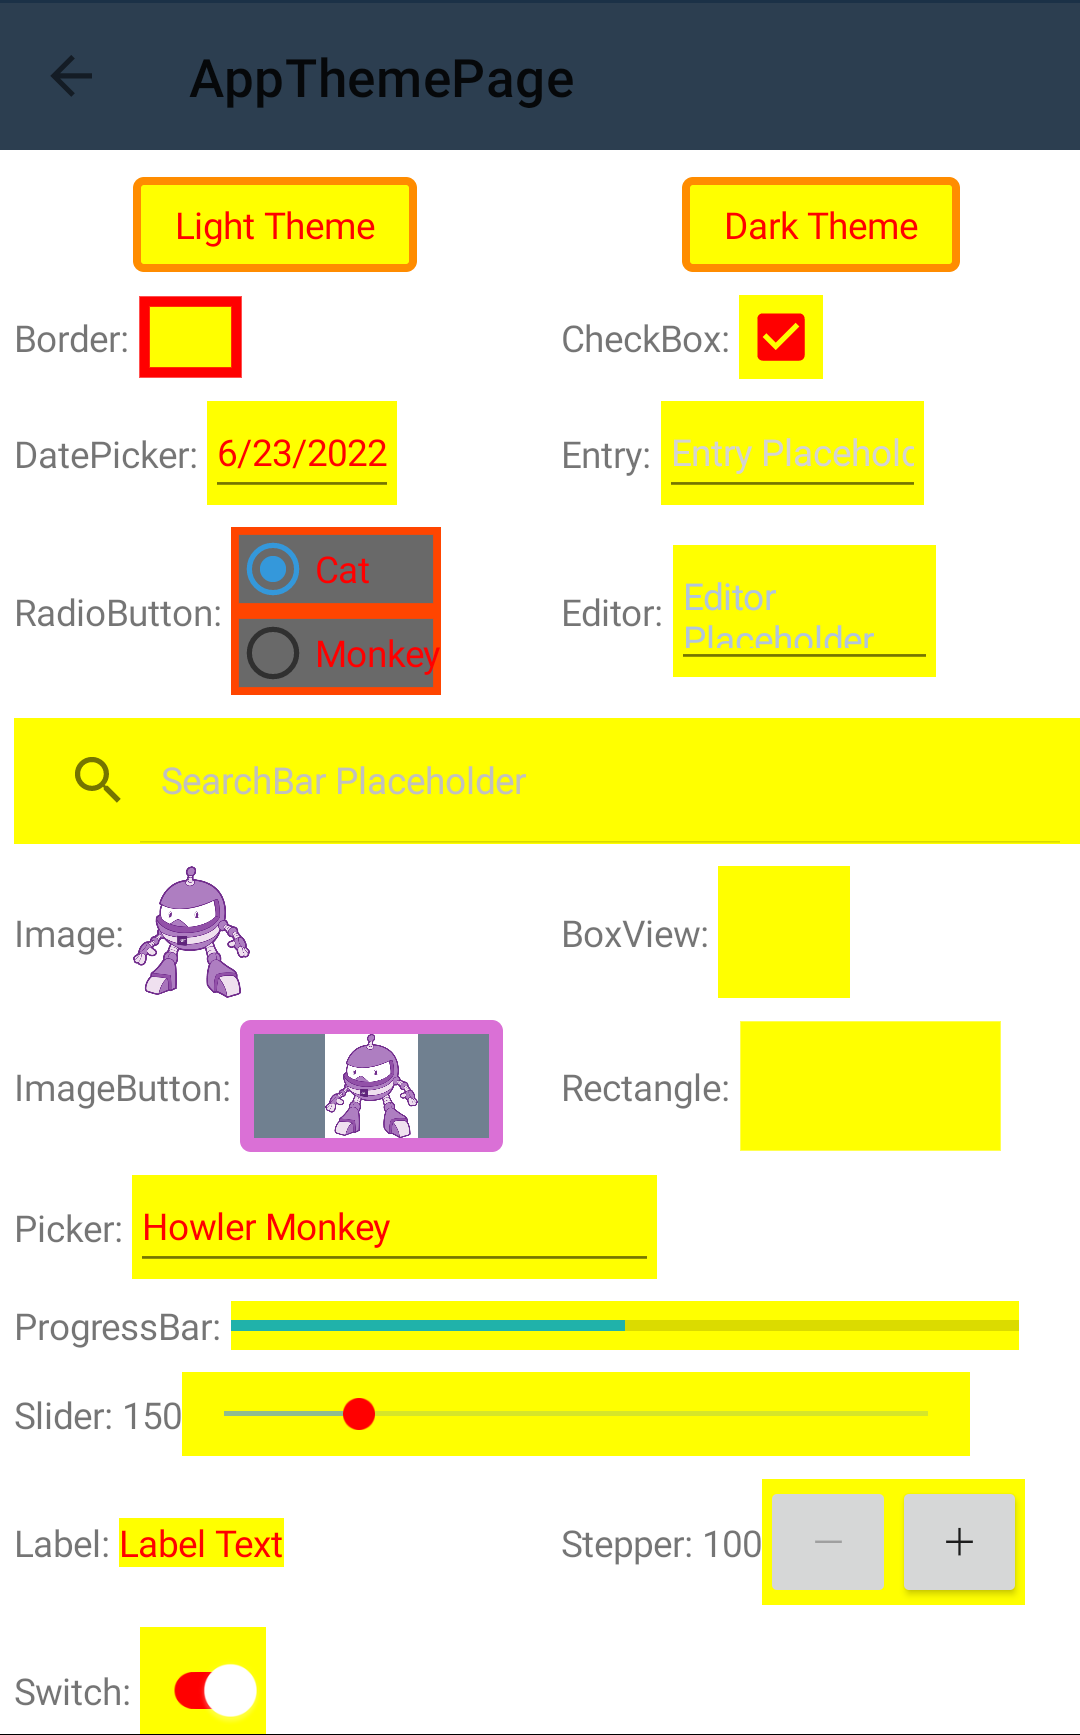 AppThemePage
Light Theme
Dark Theme
Border:
CheckBox:
DatePicker: 6/23/2022
Entry: Entry Placehold
RadioButton:
Cat
Monkey
Editor:
Editor
Placeholder
SearchBar Placeholder
Image:
BoxView:
ImageButton:
Rectangle:
Picker: Howler Monkey
ProgressBar:
Slider: 150
Label: Label Text
Stepper: 100
Switch: